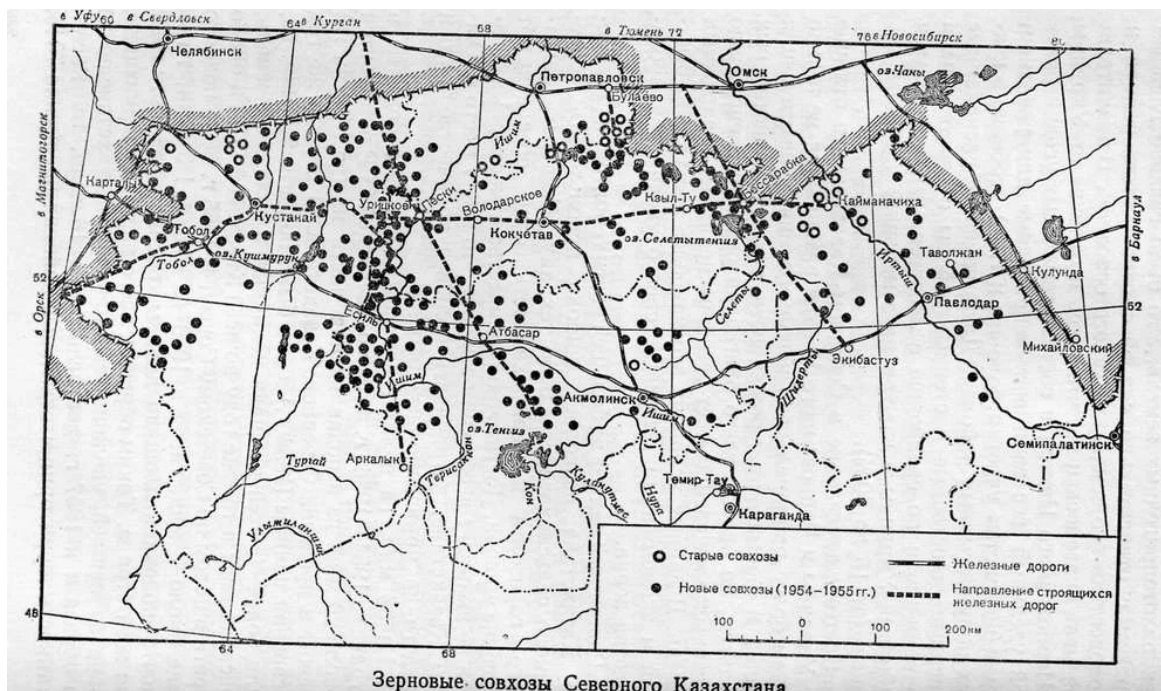 в Уфу
60
в Свердловск
64
в Курган
68
в Тюмень
72
76
в Новосибирск
80
Челябинск
Петропавловск
Булаево
Омск
оз.Чаны
Ишим
в Магнитогорск
Карталы
Кустанай
Урицкое
Пески
Володарское
Кокчетав
Кзыл-Ту
Бессарабка
Кайманачиха
оз.Селетытениз
Тобол
Тобол
оз.Кушмурун
Иртыш
Таволжан
Кулунда
в Барнаул
Павлодар
52
52
в Орск
Есиль
Атбасар
Селеты
Шидерты
Экибастуз
Михайловский
Ишим
Акмолинск
Ишим
оз.Тенгиз
Аркалык
Терисаккан
Кон
Куланутмес
Нура
Темир-Тау
Караганда
Семипалатинск
Тургай
Улыжиланшик
48
64
68
Старые совхозы
Железные дороги
Новые совхозы (1954–1955 гг.)
Направление строящихся
железных дорог
100 0 100 200 км
Зерновые совхозы Северного Казахстана